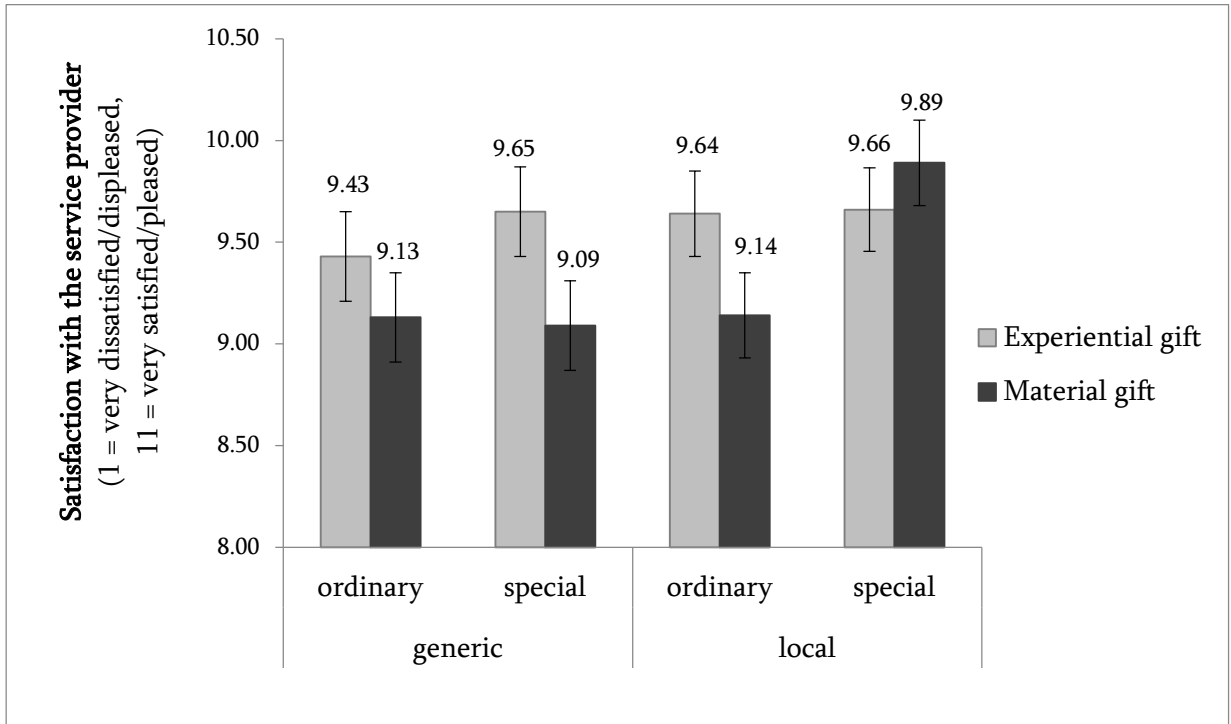 Satisfaction with the service provider
(1 = very dissatisfied/displeased,
11 = very satisfied/pleased)
10.50
10.00
9.50
9.00
8.50
8.00
9.43
9.13
9.65
9.09
9.64
9.14
9.66
9.89
ordinary
special
ordinary
special
generic
local
Experiential gift
Material gift